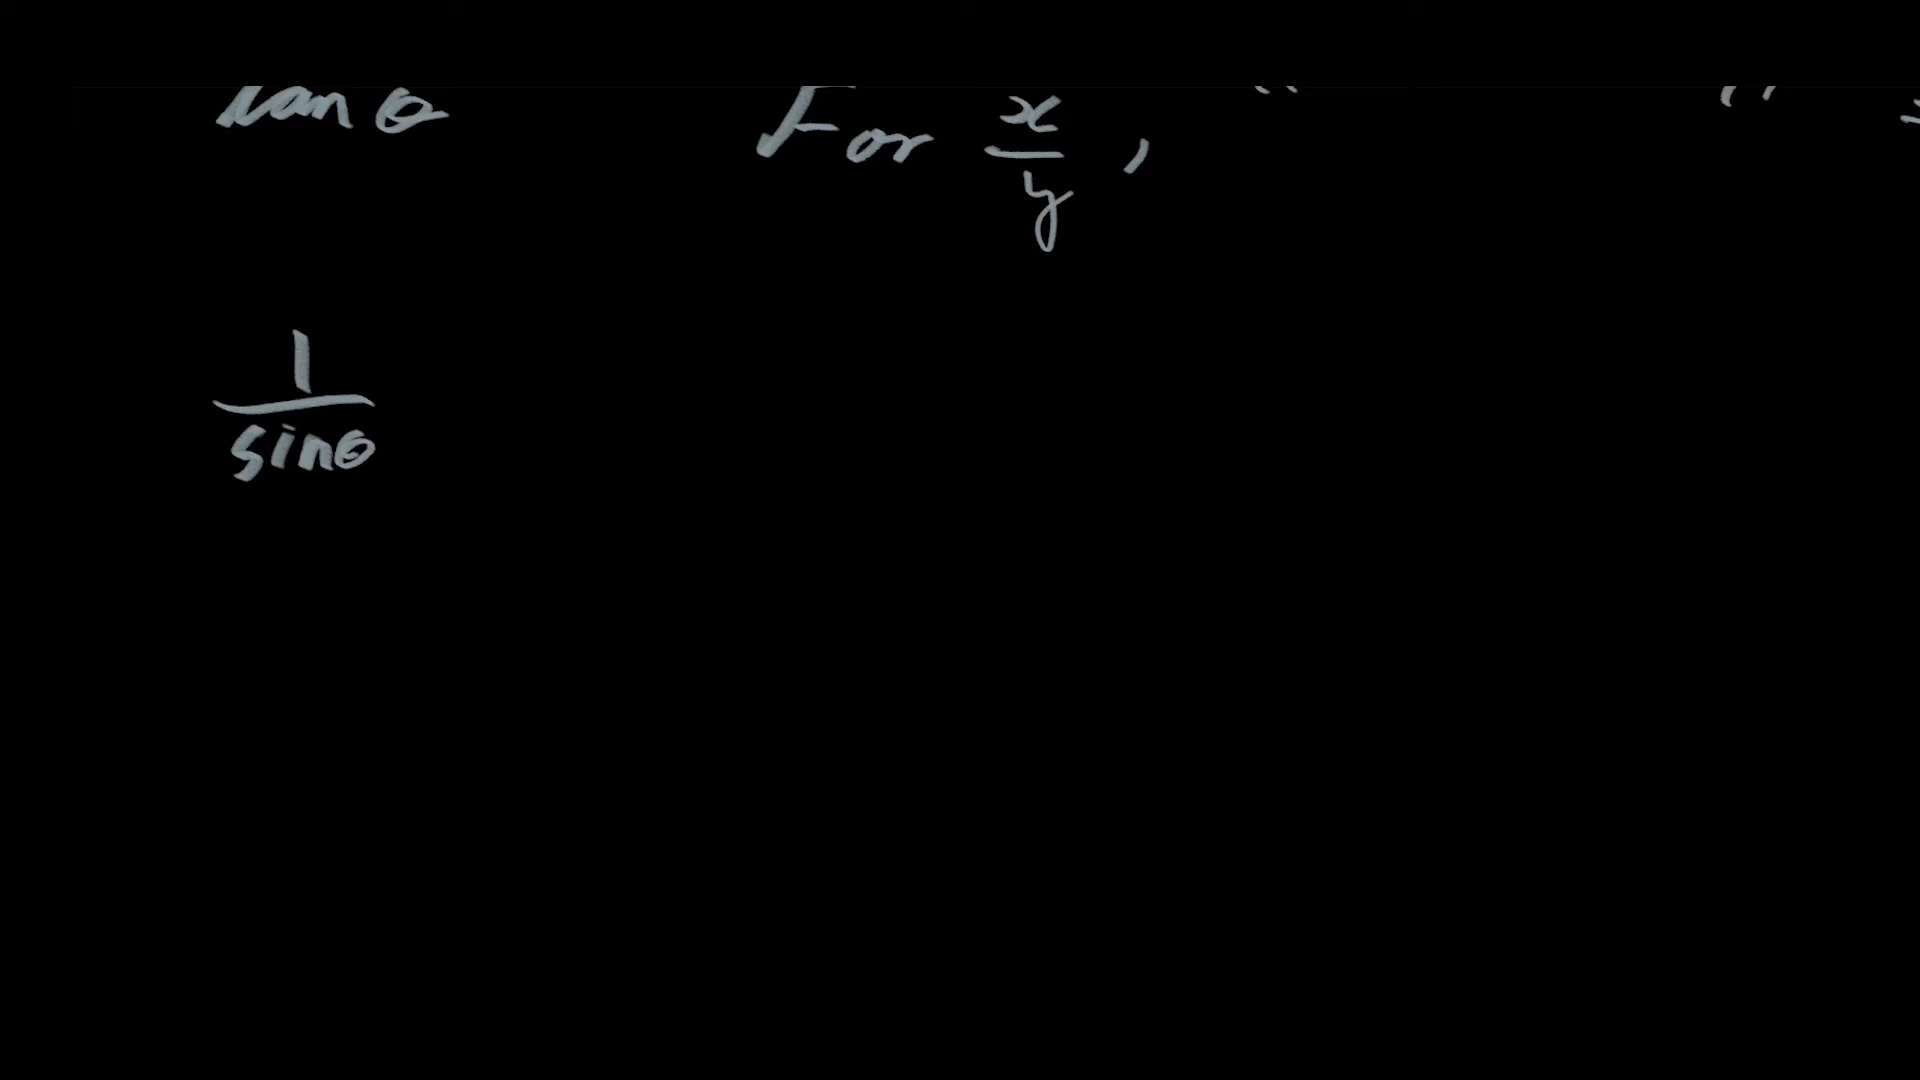 tan θ For x/y ,
1/sinθ